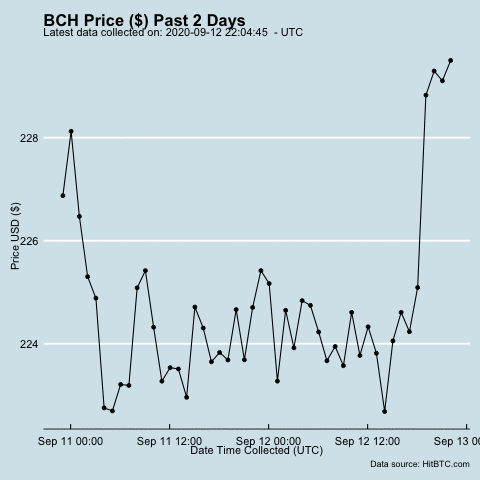 BCH Price ($) Past 2 Days
Latest data collected on: 2020-09-12 22:04:45 - UTC
Price USD ($)
228
226
224
Sep 11 00:00 Sep 11 12:00 Sep 12 00:00 Sep 12 12:00 Sep 13 0
Date Time Collected (UTC)
Data source: HitBTC.com